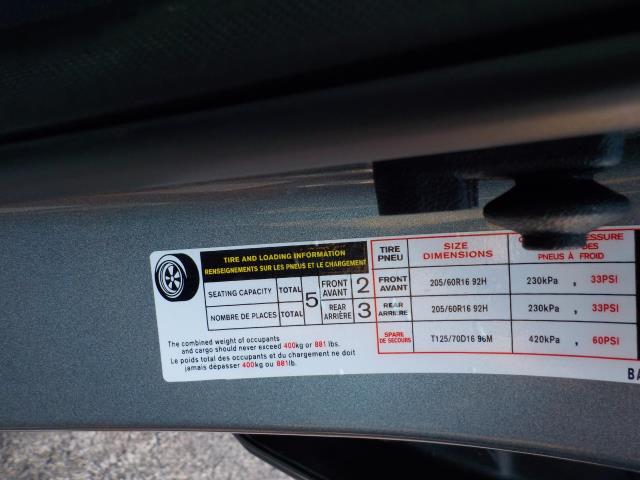 TIRE AND LOADING INFORMATION
RENSEIGNEMENTS SUR LES PNEUS ET LE CHARGEMENT
SEATING CAPACITY TOTAL 5 FRONT AVANT 2
NOMBRE DE PLACES TOTAL REAR ARRIÈRE 3
The combined weight of occupants
and cargo should never exceed 400kg or 881 lbs.
Le poids total des occupants et du chargement ne doit
jamais dépasser 400kg ou 881lb.
TIRE PNEU SIZE DIMENSIONS PRESSURE DES PNEUS À FROID
FRONT AVANT 205/60R16 92H 230kPa , 33PSI
REAR ARRIERE 205/60R16 92H 230kPa , 33PSI
SPARE DE SECOURS T125/70D16 96M 420kPa , 60PSI
BA